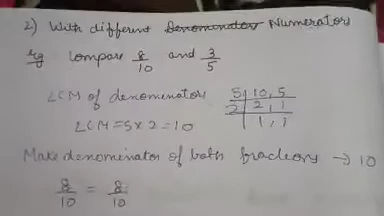 2) With different Denominator Numerators
eg compare 8/10 and 3/5
LCM of denominators 5 | 10, 5
2 | 2, 1
LCM = 5 x 2 = 10 | 1, 1
Make denominator of both fractions → 10
8/10 = 8/10